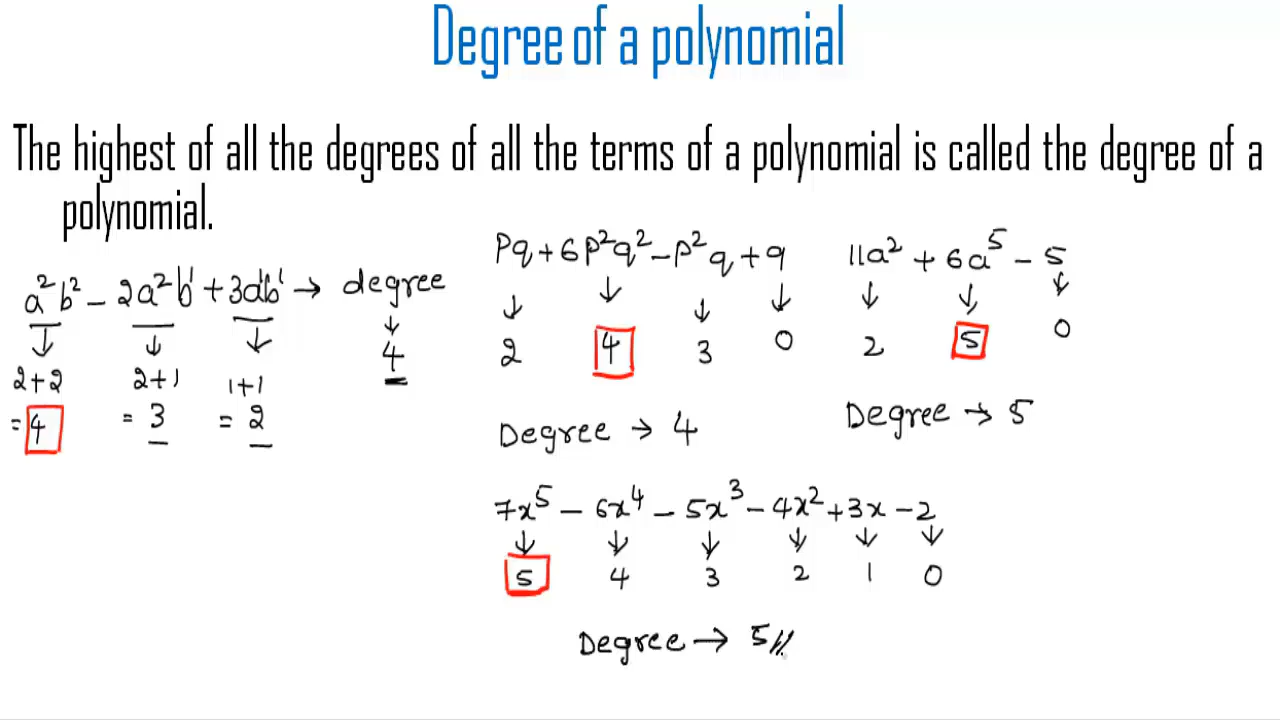 Degree of a polynomial
The highest of all the degrees of all the terms of a polynomial is called the degree of a
polynomial.
a²b² - 2a²b¹ + 3a¹b¹ → degree
↓ ↓ ↓ ↓
2+2 2+1 1+1 4
=4 =3 =2
pq + 6p²q² - p²q + 9
↓ ↓ ↓ ↓
2 4 3 0
Degree → 4
11a² + 6a⁵ - 5
↓ ↓ ↓
2 5 0
Degree → 5
7x⁵ - 6x⁴ - 5x³ - 4x² + 3x - 2
↓ ↓ ↓ ↓ ↓ ↓
5 4 3 2 1 0
Degree → 5//